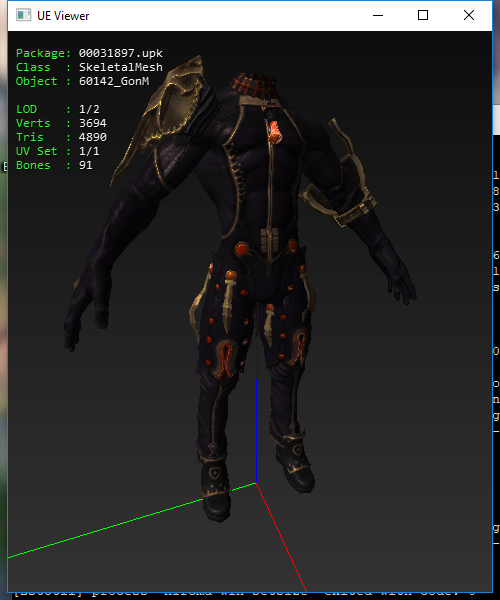 UE Viewer
Package: 00031897.upk
Class : SkeletalMesh
Object : 60142_GonM
LOD : 1/2
Verts : 3694
Tris : 4890
UV Set : 1/1
Bones : 91